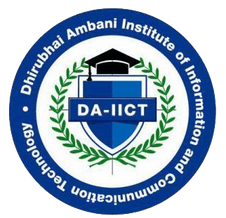 Dhirubhai Ambani Institute of Information and Communication Technology •
DA-IICT